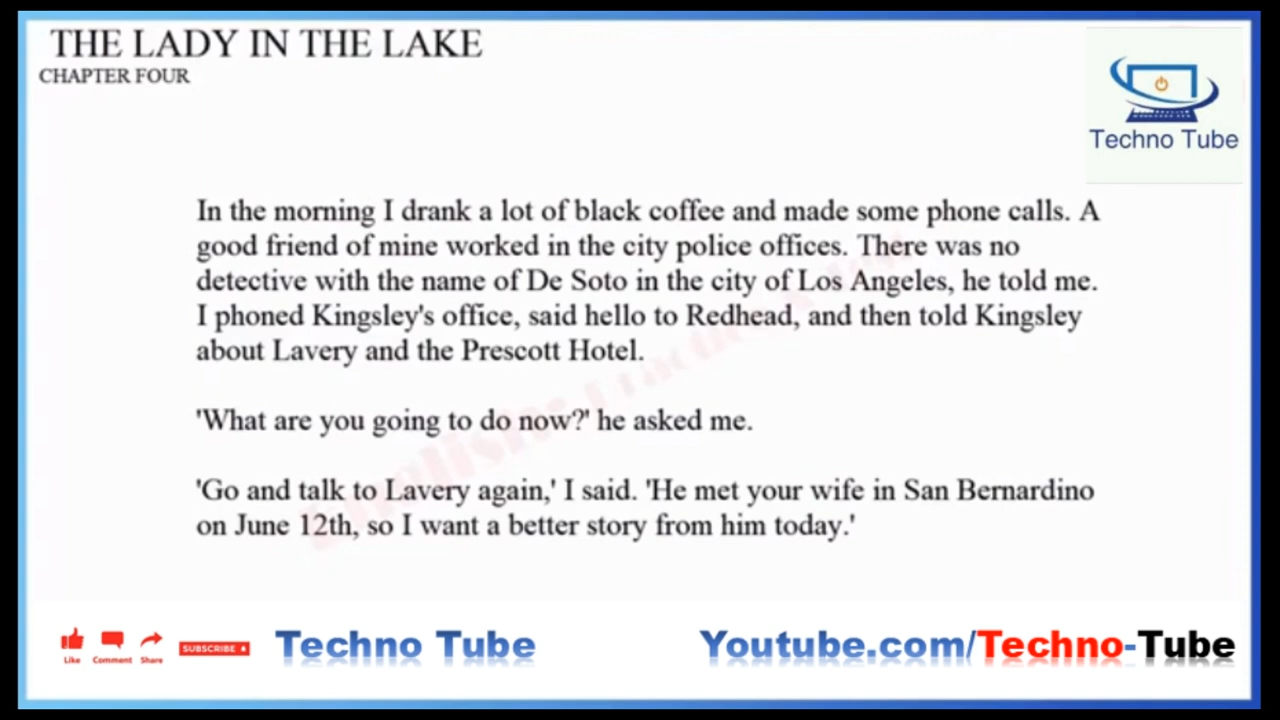 THE LADY IN THE LAKE
CHAPTER FOUR
Techno Tube
In the morning I drank a lot of black coffee and made some phone calls. A
good friend of mine worked in the city police offices. There was no
detective with the name of De Soto in the city of Los Angeles, he told me.
I phoned Kingsley's office, said hello to Redhead, and then told Kingsley
about Lavery and the Prescott Hotel.
'What are you going to do now?' he asked me.
'Go and talk to Lavery again,' I said. 'He met your wife in San Bernardino
on June 12th, so I want a better story from him today.'
Like Comment Share SUBSCRIBE Techno Tube Youtube.com/Techno-Tube